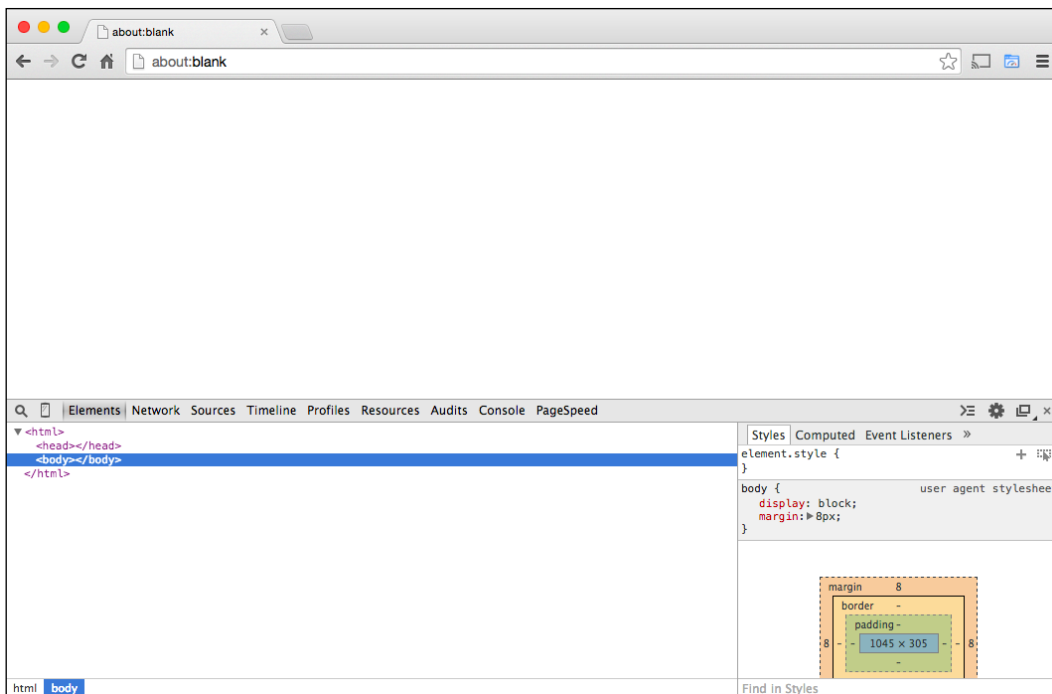 about:blank
about:blank
Elements Network Sources Timeline Profiles Resources Audits Console PageSpeed
<html>
<head></head>
<body></body>
</html>
html body
Styles Computed Event Listeners »
element.style {
}
body { user agent styleshee
display: block;
margin: 8px;
}
margin 8
border -
padding -
8 - - 1045 × 305 - - 8
-
Find in Styles